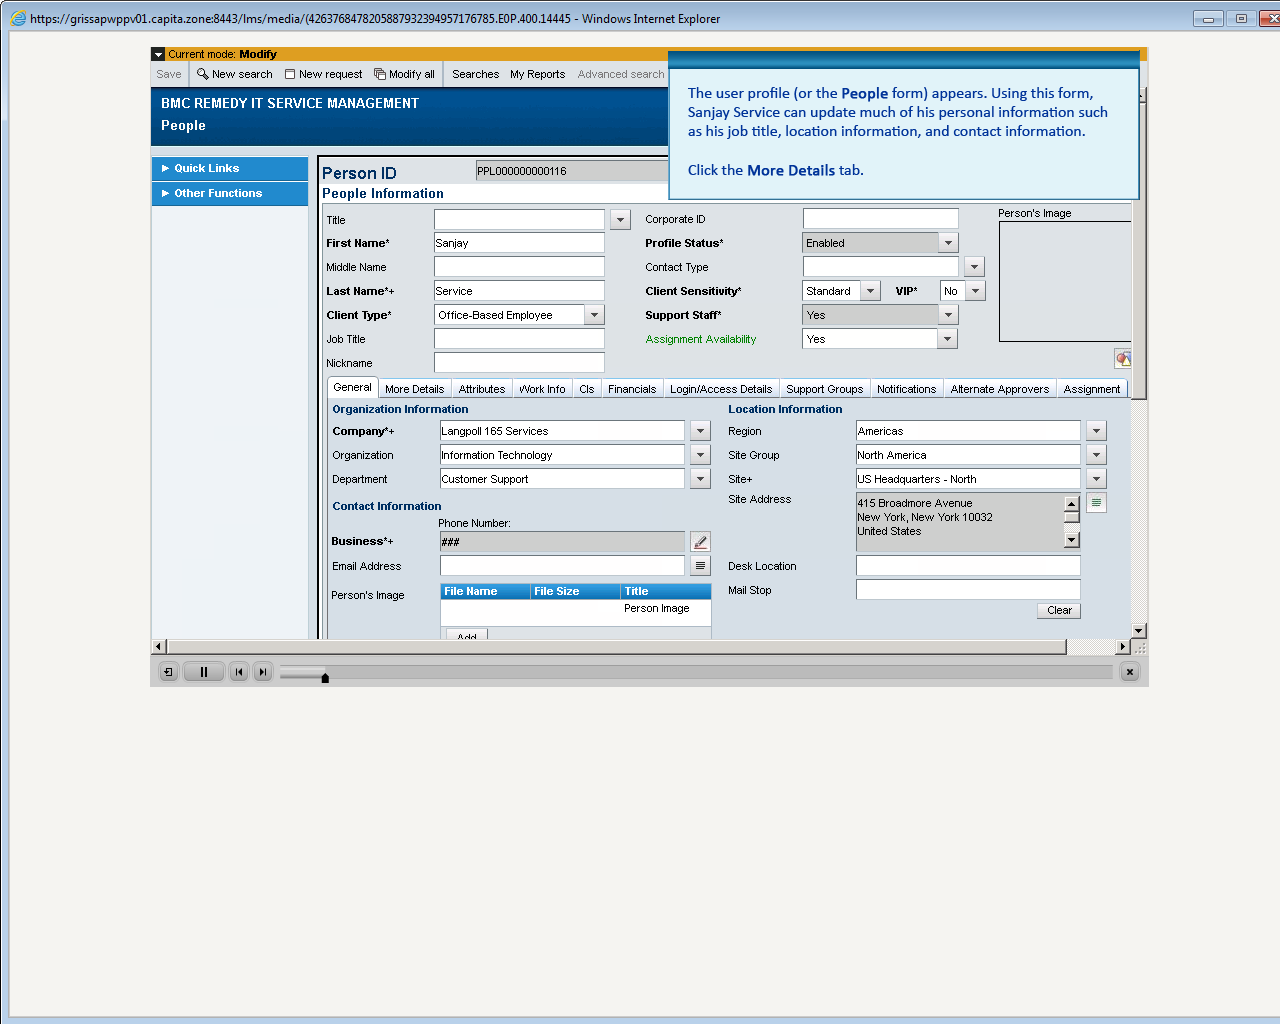 https://grissapwppv01.capita.zone:8443/lms/media/(4263768478205887932394957176785.E0P.400.14445 - Windows Internet Explorer
Current mode: Modify
Save New search New request Modify all Searches My Reports Advanced search
The user profile (or the People form) appears. Using this form,
Sanjay Service can update much of his personal information such
as his job title, location information, and contact information.
Click the More Details tab.
BMC REMEDY IT SERVICE MANAGEMENT
People
Quick Links
Other Functions
Person ID PPL000000000116
People Information
Title Corporate ID Person's Image
First Name* Sanjay Profile Status* Enabled
Middle Name Contact Type
Last Name*+ Service Client Sensitivity* Standard VIP* No
Client Type* Office-Based Employee Support Staff* Yes
Job Title Assignment Availability Yes
Nickname
General More Details Attributes Work Info CIs Financials Login/Access Details Support Groups Notifications Alternate Approvers Assignment
Organization Information Location Information
Company*+ Langpoll 165 Services Region Americas
Organization Information Technology Site Group North America
Department Customer Support Site+ US Headquarters - North
Site Address 415 Broadmore Avenue
New York, New York 10032
United States
Contact Information
Phone Number:
Business*+ ###
Email Address Desk Location
Person's Image File Name File Size Title Mail Stop
Person Image Clear
Add